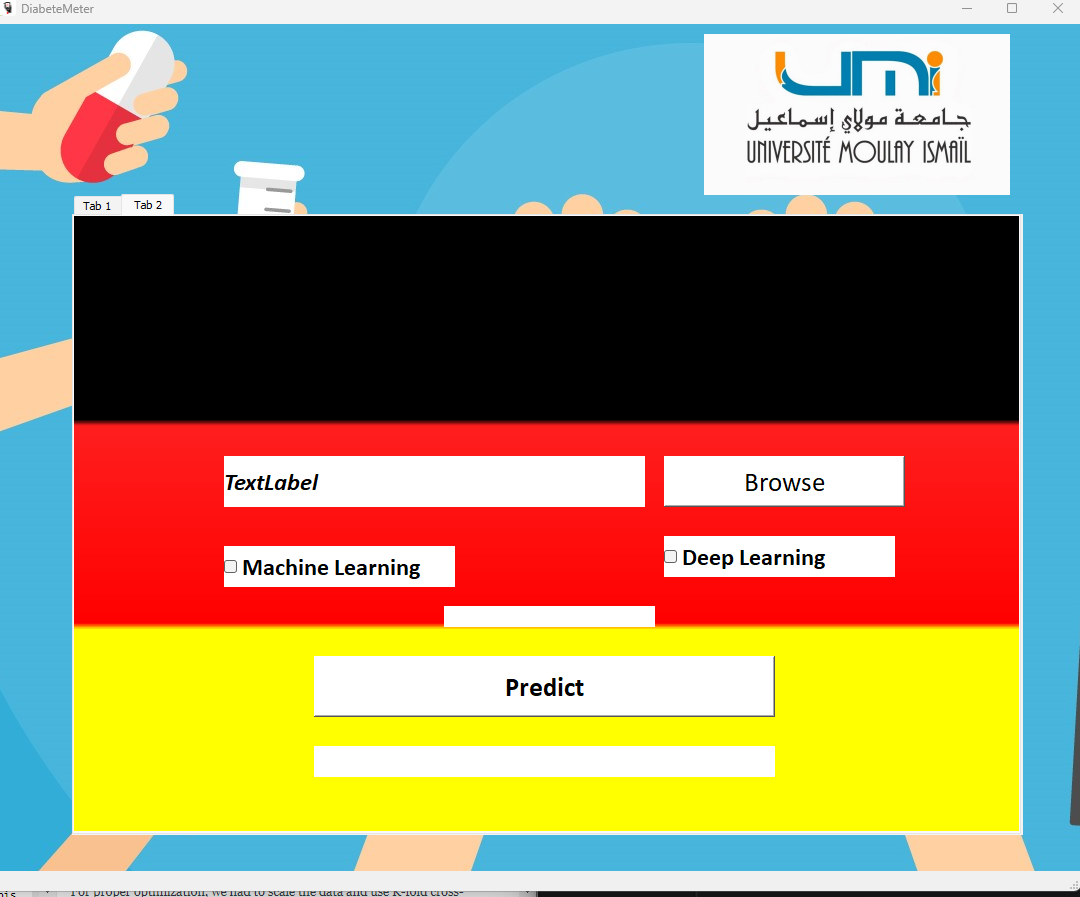 DiabeteMeter
جامعة مولاي إسماعيل
UNIVERSITÉ MOULAY ISMAÏL
Tab 1
Tab 2
TextLabel
Browse
Machine Learning
Deep Learning
Predict
For proper optimization, we had to scale the data and use K-fold cross-